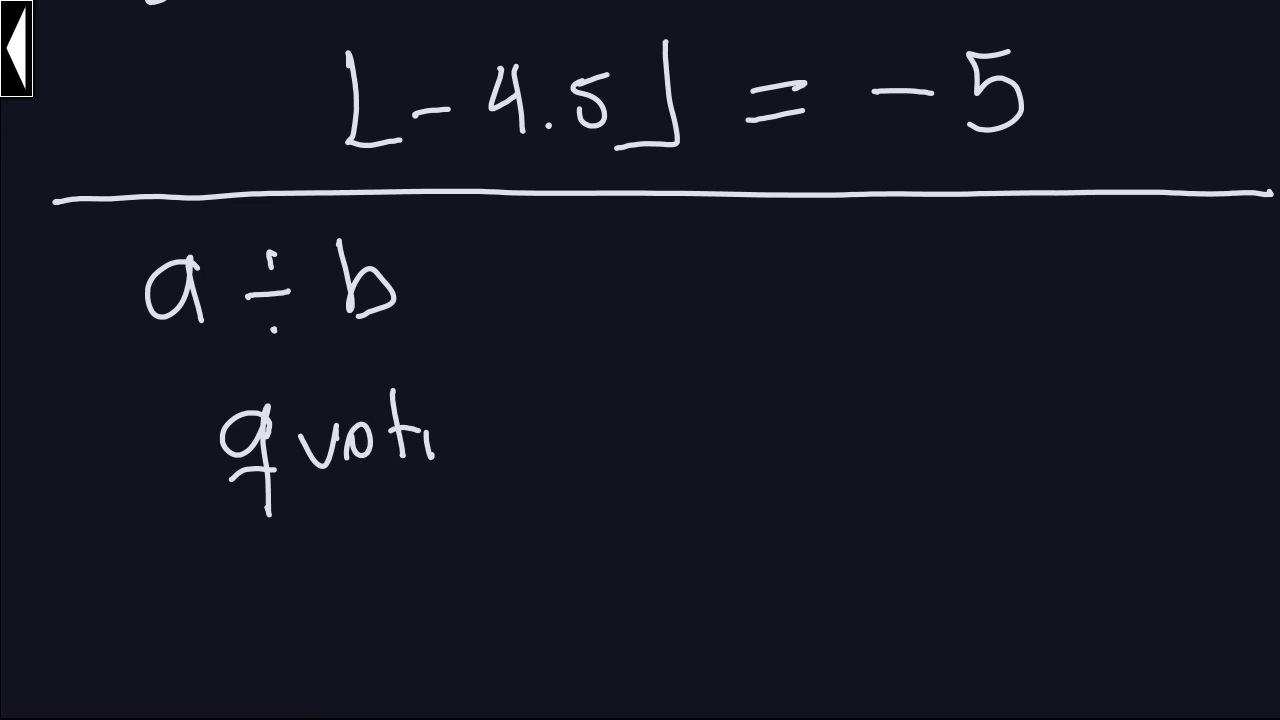 ⌊-4.5⌋ = -5
a ÷ b
quoti